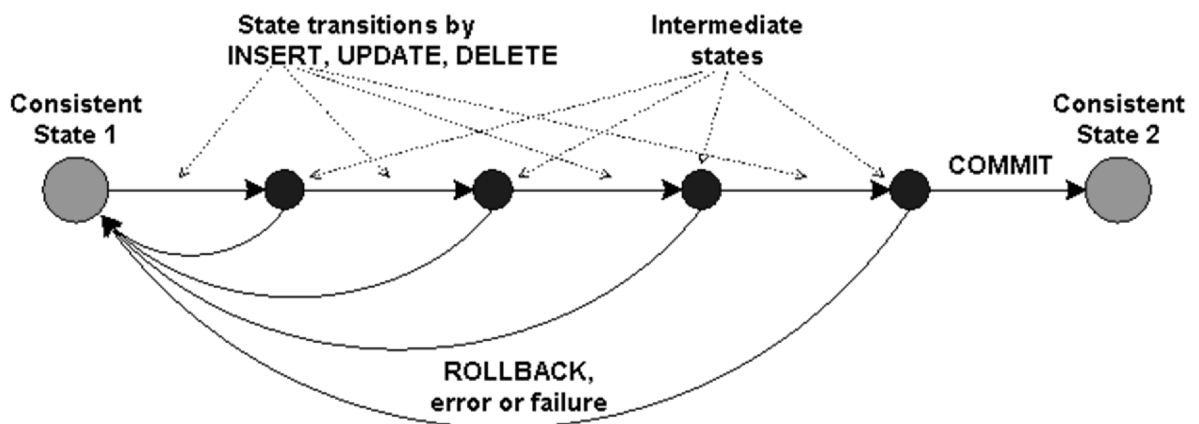 State transitions by
INSERT, UPDATE, DELETE
Intermediate
states
Consistent
State 1
Consistent
State 2
COMMIT
ROLLBACK,
error or failure